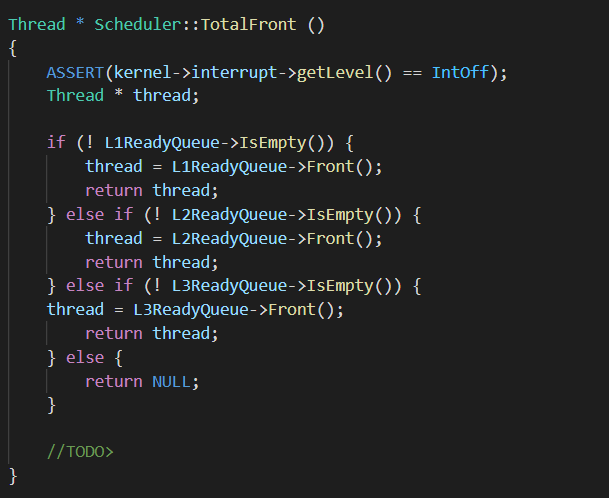 Thread * Scheduler::TotalFront ()
{
    ASSERT(kernel->interrupt->getLevel() == IntOff);
    Thread * thread;

    if (! L1ReadyQueue->IsEmpty()) {
        thread = L1ReadyQueue->Front();
        return thread;
    } else if (! L2ReadyQueue->IsEmpty()) {
        thread = L2ReadyQueue->Front();
        return thread;
    } else if (! L3ReadyQueue->IsEmpty()) {
    thread = L3ReadyQueue->Front();
        return thread;
    } else {
        return NULL;
    }

    //TODO>
}